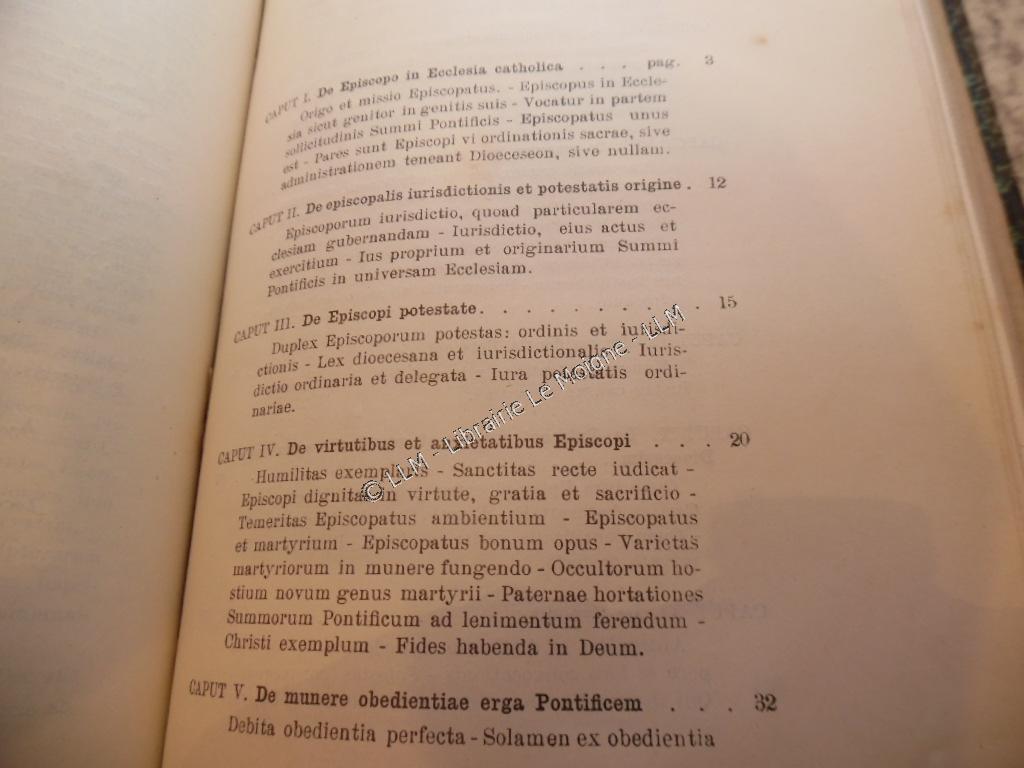 CAPUT I. De Episcopo in Ecclesia catholica . . . pag. 3
Origo et missio Episcopatus. - Episcopus in Eccle-
sia sicut genitor in genitis suis - Vocatur in partem
sollicitudinis Summi Pontificis - Episcopatus unus
est - Pares sunt Episcopi vi ordinationis sacrae, sive
administrationem teneant Dioeceseon, sive nullam.
CAPUT II. De episcopalis iurisdictionis et potestatis origine . 12
Episcoporum iurisdictio, quoad particularem ec-
clesiam gubernandam - Iurisdictio, eius actus et
exercitium - Ius proprium et originarium Summi
Pontificis in universam Ecclesiam.
CAPUT III. De Episcopi potestate . . . . . . . . . 15
Duplex Episcoporum potestas: ordinis et iurisdi-
ctionis - Lex dioecesana et iurisdictionalis - Iuris-
dictio ordinaria et delegata - Iura potestatis ordi-
nariae.
CAPUT IV. De virtutibus et anxietatibus Episcopi . . . 20
Humilitas exemplaris - Sanctitas recte iudicat -
Episcopi dignitas in virtute, gratia et sacrificio -
Temeritas Episcopatus ambientium - Episcopatus
et martyrium - Episcopatus bonum opus - Varietas
martyriorum in munere fungendo - Occultorum ho-
stium novum genus martyrii - Paternae hortationes
Summorum Pontificum ad lenimentum ferendum -
Christi exemplum - Fides habenda in Deum.
CAPUT V. De munere obedientiae erga Pontificem . . . 32
Debita obedientia perfecta - Solamen ex obedientia
© LLM - Librairie Le Molone - LLM